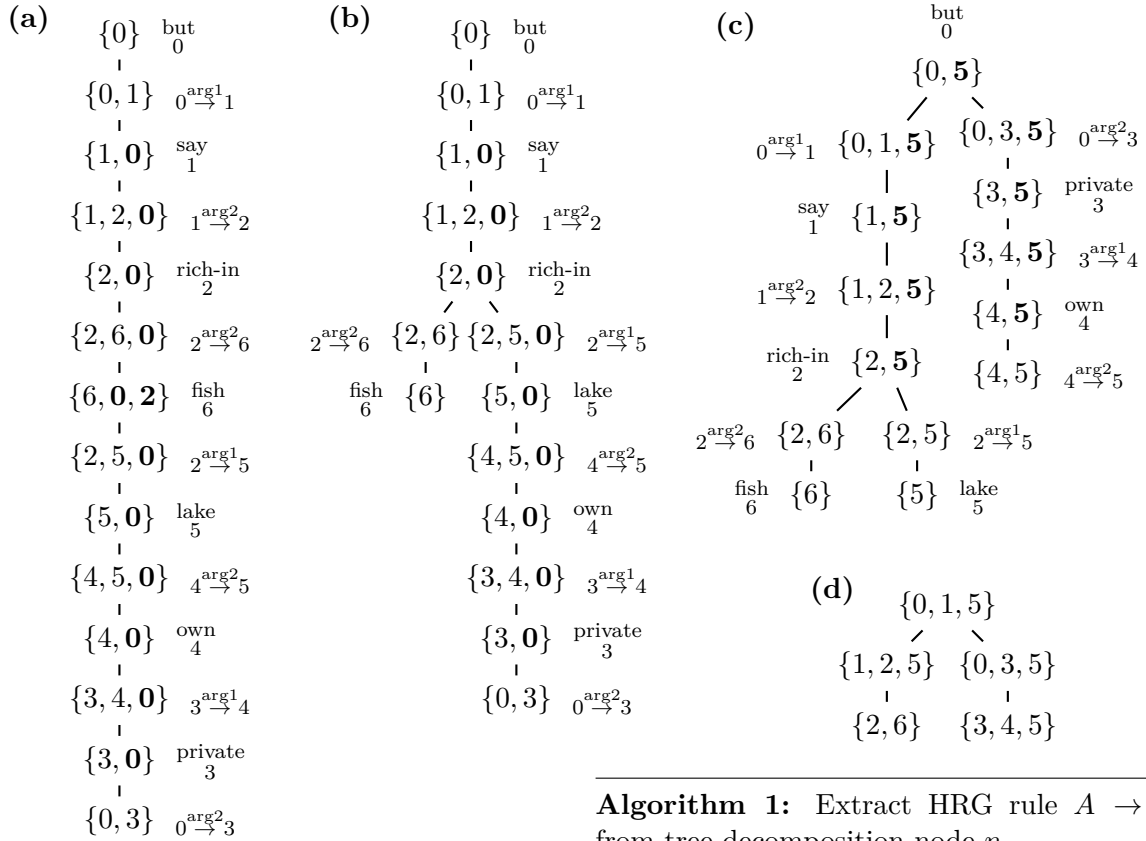 (a)
{0} but 0
{0, 1} 0 arg1→ 1
{1, **0**} say 1
{1, 2, **0**} 1 arg2→ 2
{2, **0**} rich-in 2
{2, 6, **0**} 2 arg2→ 6
{6, **0**, **2**} fish 6
{2, 5, **0**} 2 arg1→ 5
{5, **0**} lake 5
{4, 5, **0**} 4 arg2→ 5
{4, **0**} own 4
{3, 4, **0**} 3 arg1→ 4
{3, **0**} private 3
{0, 3} 0 arg2→ 3
(b)
{0} but 0
{0, 1} 0 arg1→ 1
{1, **0**} say 1
{1, 2, **0**} 1 arg2→ 2
{2, **0**} rich-in 2
2 arg2→ 6 {2, 6} {2, 5, **0**} 2 arg1→ 5
fish 6 {6} {5, **0**} lake 5
{4, 5, **0**} 4 arg2→ 5
{4, **0**} own 4
{3, 4, **0**} 3 arg1→ 4
{3, **0**} private 3
{0, 3} 0 arg2→ 3
(c)
but 0
{0, **5**}
0 arg1→ 1 {0, 1, **5**} {0, 3, **5**} 0 arg2→ 3
{3, **5**} private 3
say 1 {1, **5**}
{3, 4, **5**} 3 arg1→ 4
1 arg2→ 2 {1, 2, **5**}
{4, **5**} own 4
rich-in 2 {2, **5**}
{4, 5} 4 arg2→ 5
2 arg2→ 6 {2, 6} {2, 5} 2 arg1→ 5
fish 6 {6} {5} lake 5
(d)
{0, 1, 5}
{1, 2, 5} {0, 3, 5}
{2, 6} {3, 4, 5}
Algorithm 1: Extract HRG rule A →